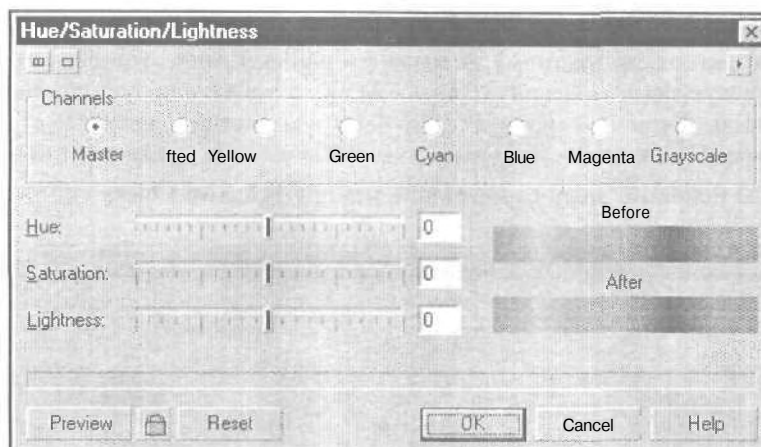 Hue/Saturation/Lightness
Channels
Master fted Yellow Green Cyan Blue Magenta Grayscale
Before
Hue: 0
Saturation: 0
After
Lightness: 0
Preview Reset OK Cancel Help